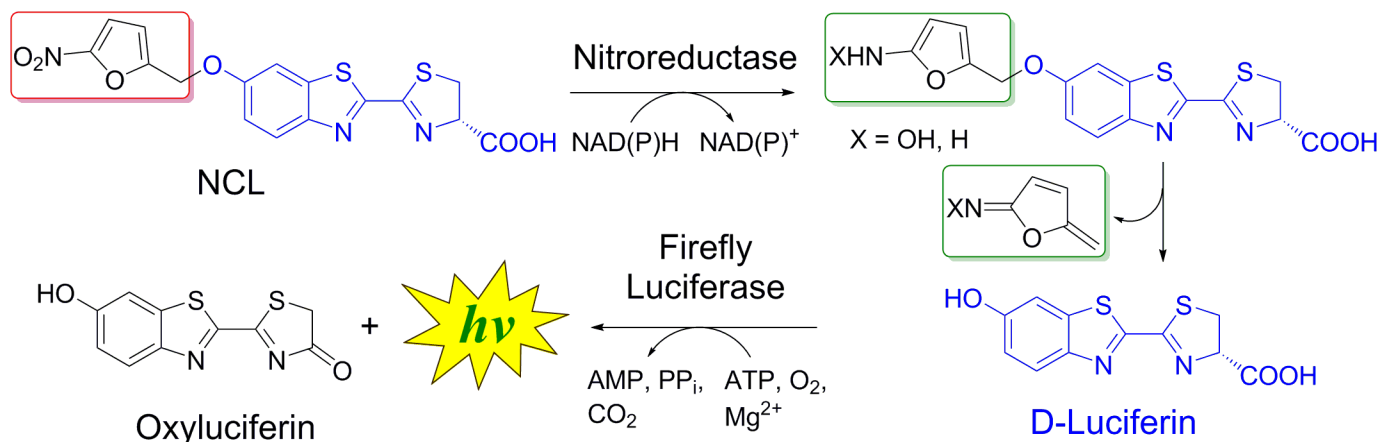 O₂N
O
O
S
N
S
N
COOH
NCL
Nitroreductase
NAD(P)H
NAD(P)⁺
XHN
O
O
S
N
S
N
COOH
X = OH, H
XN
O
HO
S
N
S
N
COOH
D-Luciferin
Firefly
Luciferase
AMP, PPᵢ,
CO₂
ATP, O₂,
Mg²⁺
hν
+
HO
S
N
S
N
O
Oxyluciferin